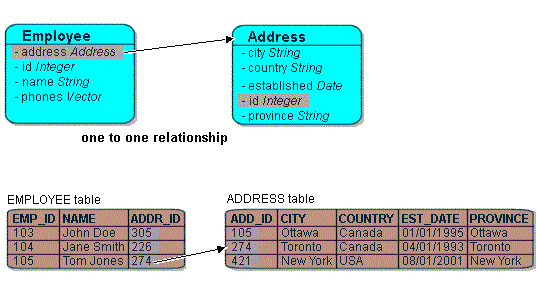 Employee
- address Address
- id Integer
- name String
- phones Vector
Address
- city String
- country String
- established Date
- id Integer
- province String
one to one relationship
EMPLOYEE table
EMP_ID NAME ADDR_ID
103 John Doe 305
104 Jane Smith 226
105 Tom Jones 274
ADDRESS table
ADD_ID CITY COUNTRY EST_DATE PROVINCE
105 Ottawa Canada 01/01/1995 Ottawa
274 Toronto Canada 04/01/1993 Toronto
421 New York USA 08/01/2001 New York